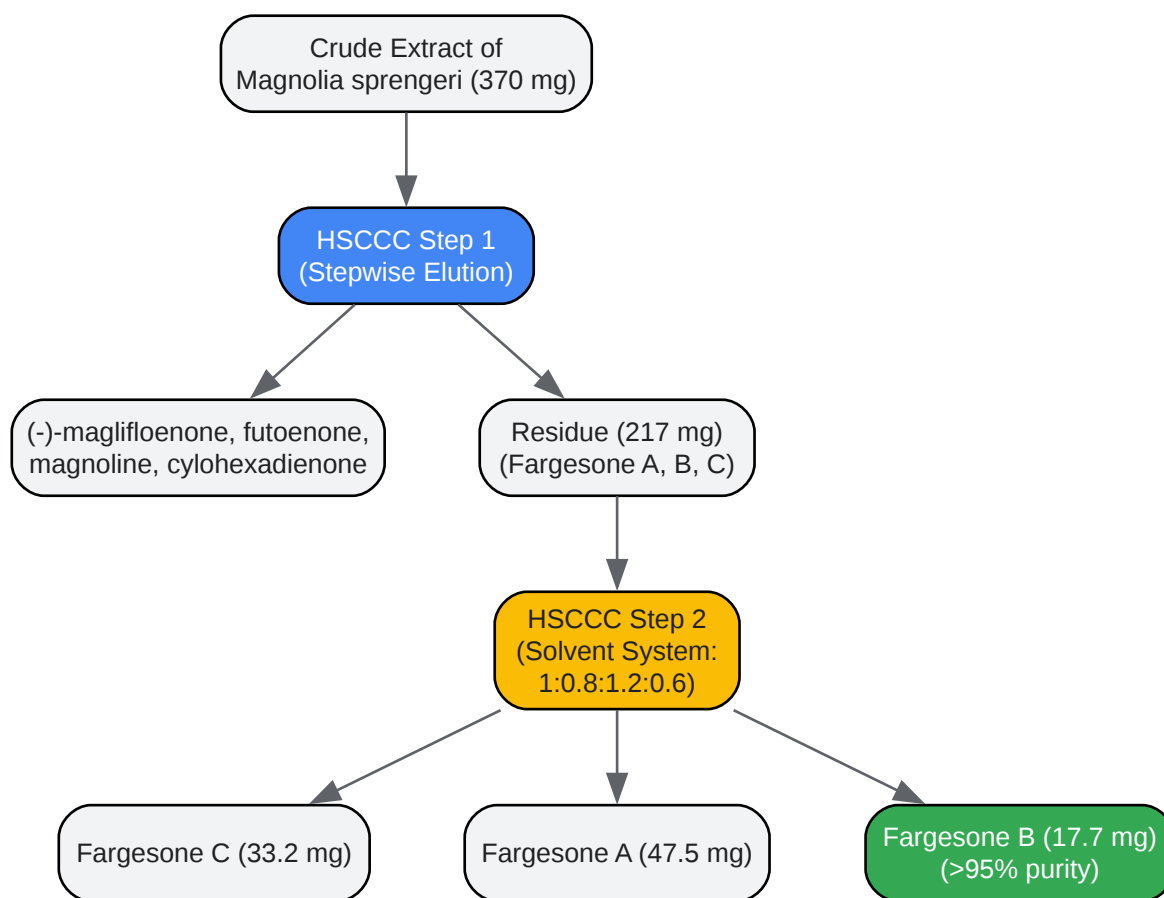 Crude Extract of
Magnolia sprengeri (370 mg)
HSCCC Step 1
(Stepwise Elution)
(-)-maglifloenone, futoenone,
magnoline, cylohexadienone
Residue (217 mg)
(Fargesone A, B, C)
HSCCC Step 2
(Solvent System:
1:0.8:1.2:0.6)
Fargesone C (33.2 mg)
Fargesone A (47.5 mg)
Fargesone B (17.7 mg)
(>95% purity)